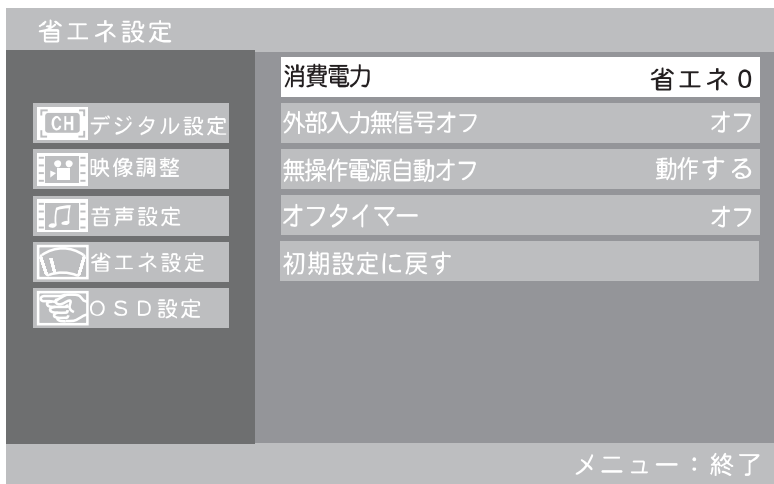 省エネ設定
CH デジタル設定
映像調整
音声設定
省エネ設定
OSD設定
消費電力 省エネ0
外部入力無信号オフ オフ
無操作電源自動オフ 動作する
オフタイマー オフ
初期設定に戻す
メニュー：終了